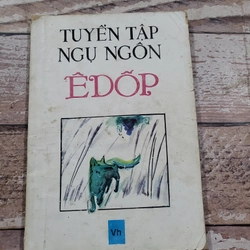 TUYỂN TẬP
NGỤ NGÔN
ÊDỐP
Vh